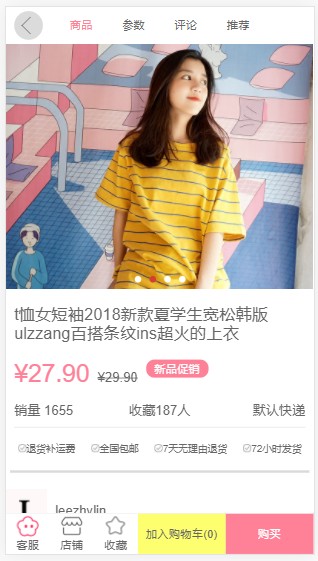 商品 参数 评论 推荐
t恤女短袖2018新款夏学生宽松韩版
ulzzang百搭条纹ins超火的上衣
¥27.90 ¥29.90 新品促销
销量 1655 收藏187人 默认快递
退货补运费 全国包邮 7天无理由退货 72小时发货
客服 店铺 收藏 加入购物车(0) 购买